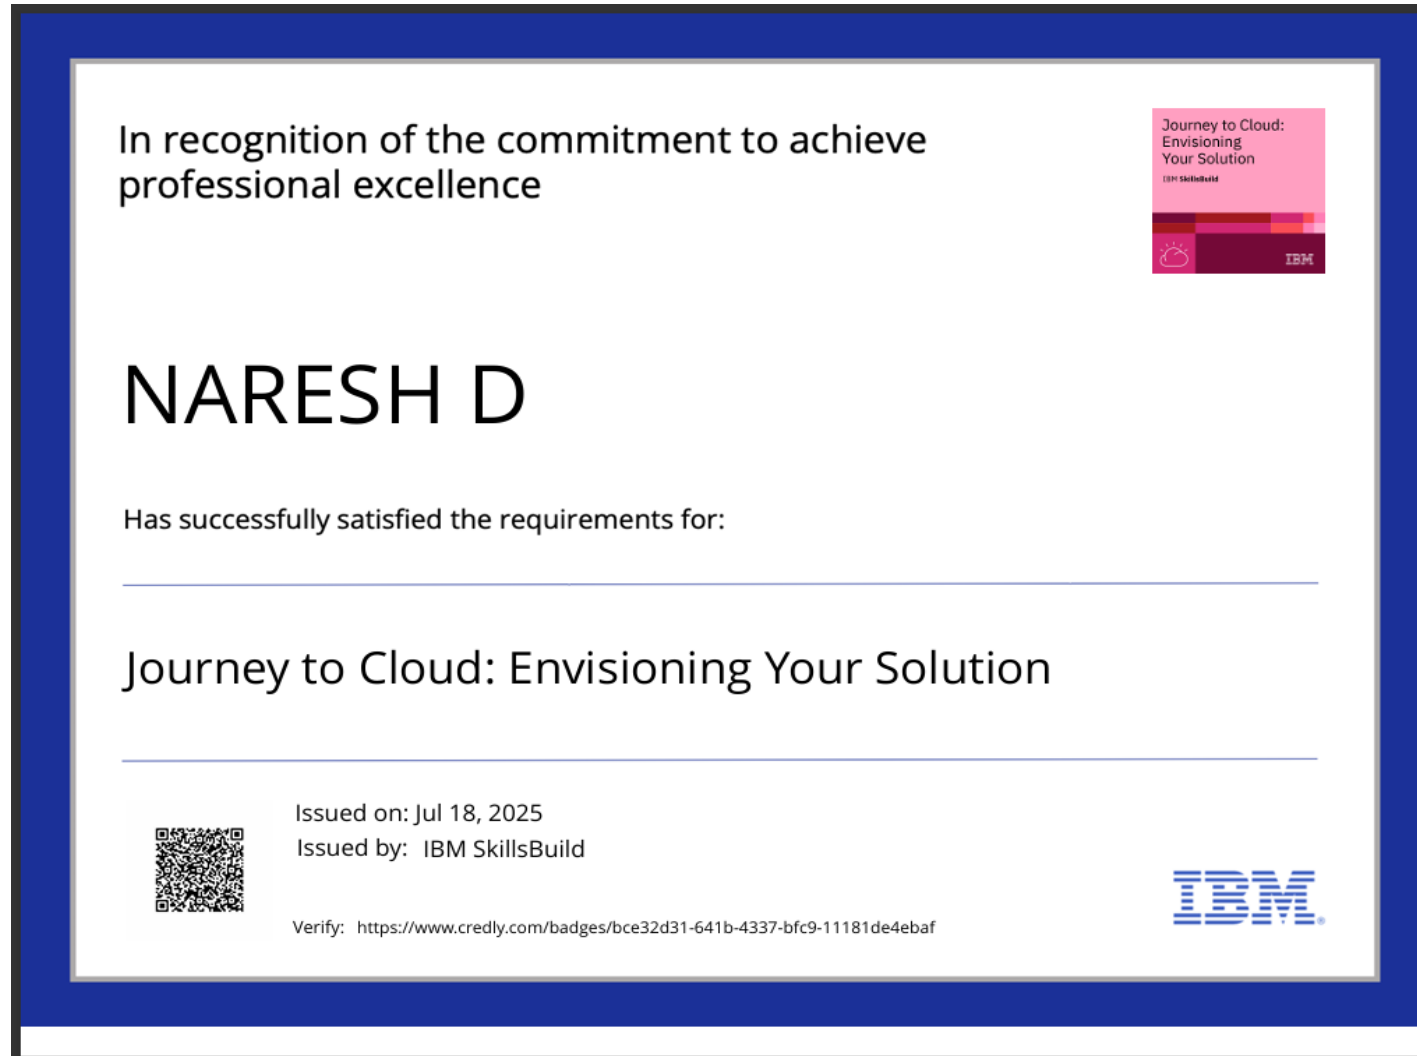 In recognition of the commitment to achieve
professional excellence
Journey to Cloud:
Envisioning
Your Solution
IBM SkillsBuild
IBM
NARESH D
Has successfully satisfied the requirements for:
Journey to Cloud: Envisioning Your Solution
Issued on: Jul 18, 2025
Issued by: IBM SkillsBuild
Verify: https://www.credly.com/badges/bce32d31-641b-4337-bfc9-11181de4ebaf
IBM®